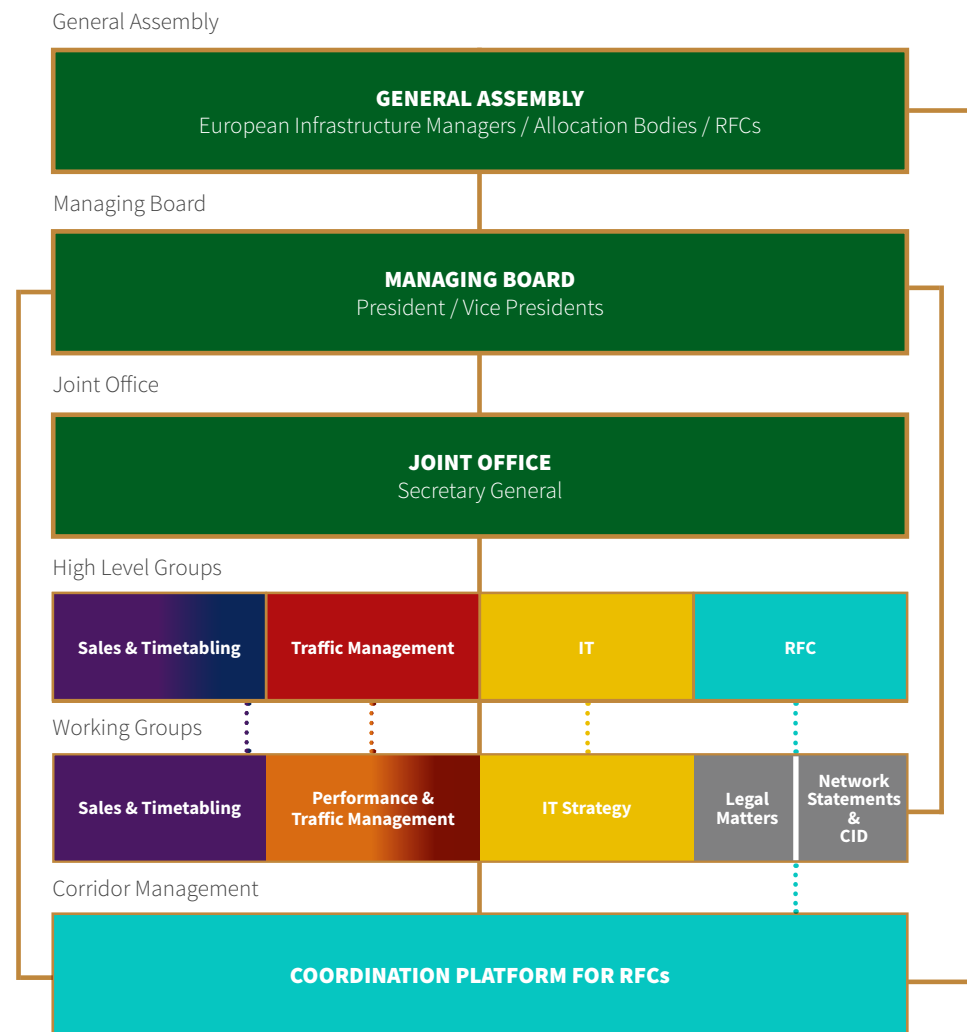 General Assembly
GENERAL ASSEMBLY
European Infrastructure Managers / Allocation Bodies / RFCs
Managing Board
MANAGING BOARD
President / Vice Presidents
Joint Office
JOINT OFFICE
Secretary General
High Level Groups
Sales & Timetabling
Traffic Management
IT
RFC
Working Groups
Sales & Timetabling
Performance &
Traffic Management
IT Strategy
Legal
Matters
Network
Statements
&
CID
Corridor Management
COORDINATION PLATFORM FOR RFCs